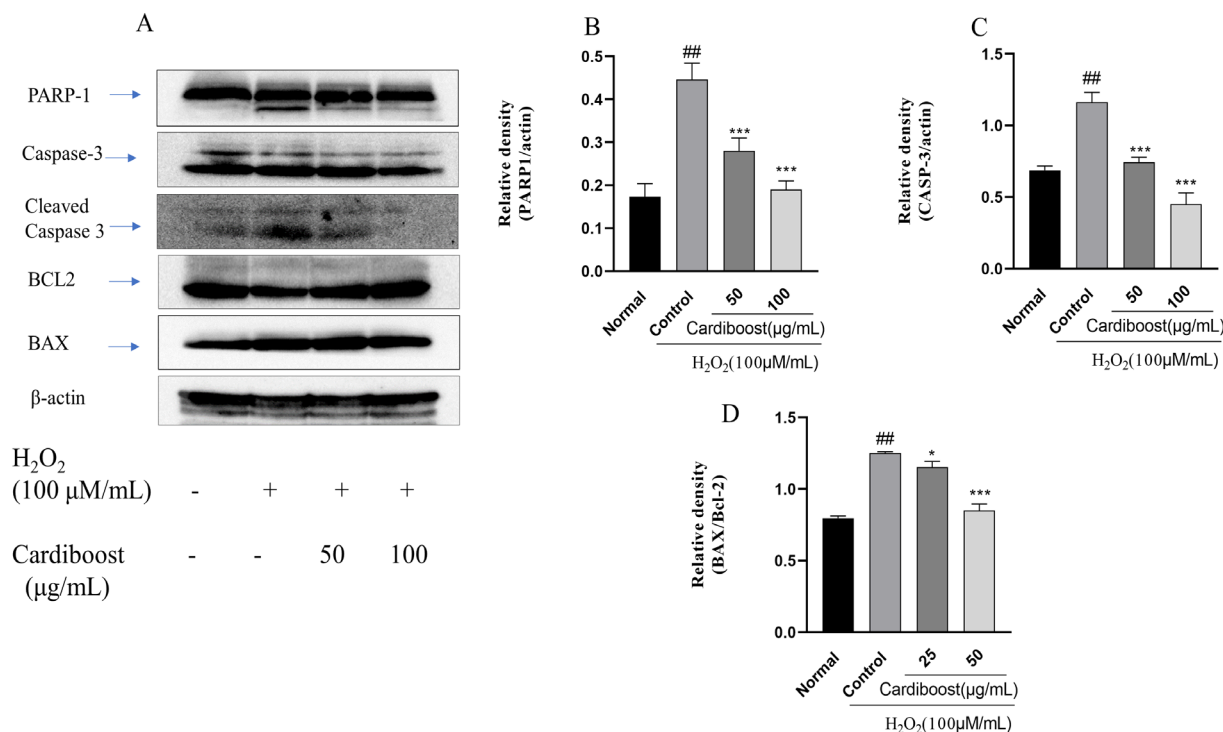 A
PARP-1
Caspase-3
Cleaved
Caspase 3
BCL2
BAX
β-actin
H₂O₂
(100 μM/mL) - + + +
Cardiboost - - 50 100
(μg/mL)
B
Relative density
(PARP1/actin)
0.5
0.4
0.3
0.2
0.1
0.0
##
***
***
Normal
Control
50
100
Cardiboost(μg/mL)
H₂O₂(100μM/mL)
C
Relative density
(CASP-3/actin)
1.5
1.0
0.5
0.0
##
***
***
Normal
Control
50
100
Cardiboost(μg/mL)
H₂O₂(100μM/mL)
D
Relative density
(BAX/Bcl-2)
1.5
1.0
0.5
0.0
##
*
***
Normal
Control
25
50
Cardiboost(μg/mL)
H₂O₂(100μM/mL)